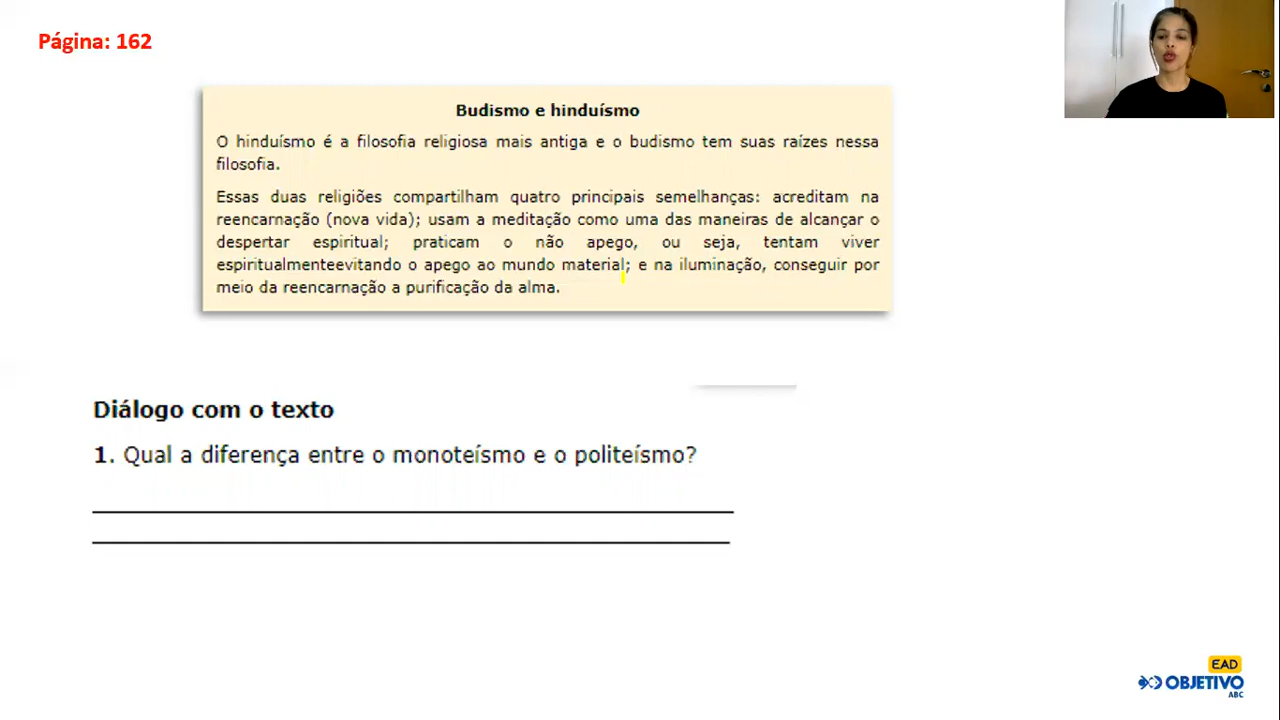 Página: 162
Budismo e hinduísmo
O hinduísmo é a filosofia religiosa mais antiga e o budismo tem suas raízes nessa
filosofia.
Essas duas religiões compartilham quatro principais semelhanças: acreditam na
reencarnação (nova vida); usam a meditação como uma das maneiras de alcançar o
despertar espiritual; praticam o não apego, ou seja, tentam viver
espiritualmenteevitando o apego ao mundo material; e na iluminação, conseguir por
meio da reencarnação a purificação da alma.
Diálogo com o texto
1. Qual a diferença entre o monoteísmo e o politeísmo?
EAD
OBJETIVO
ABC